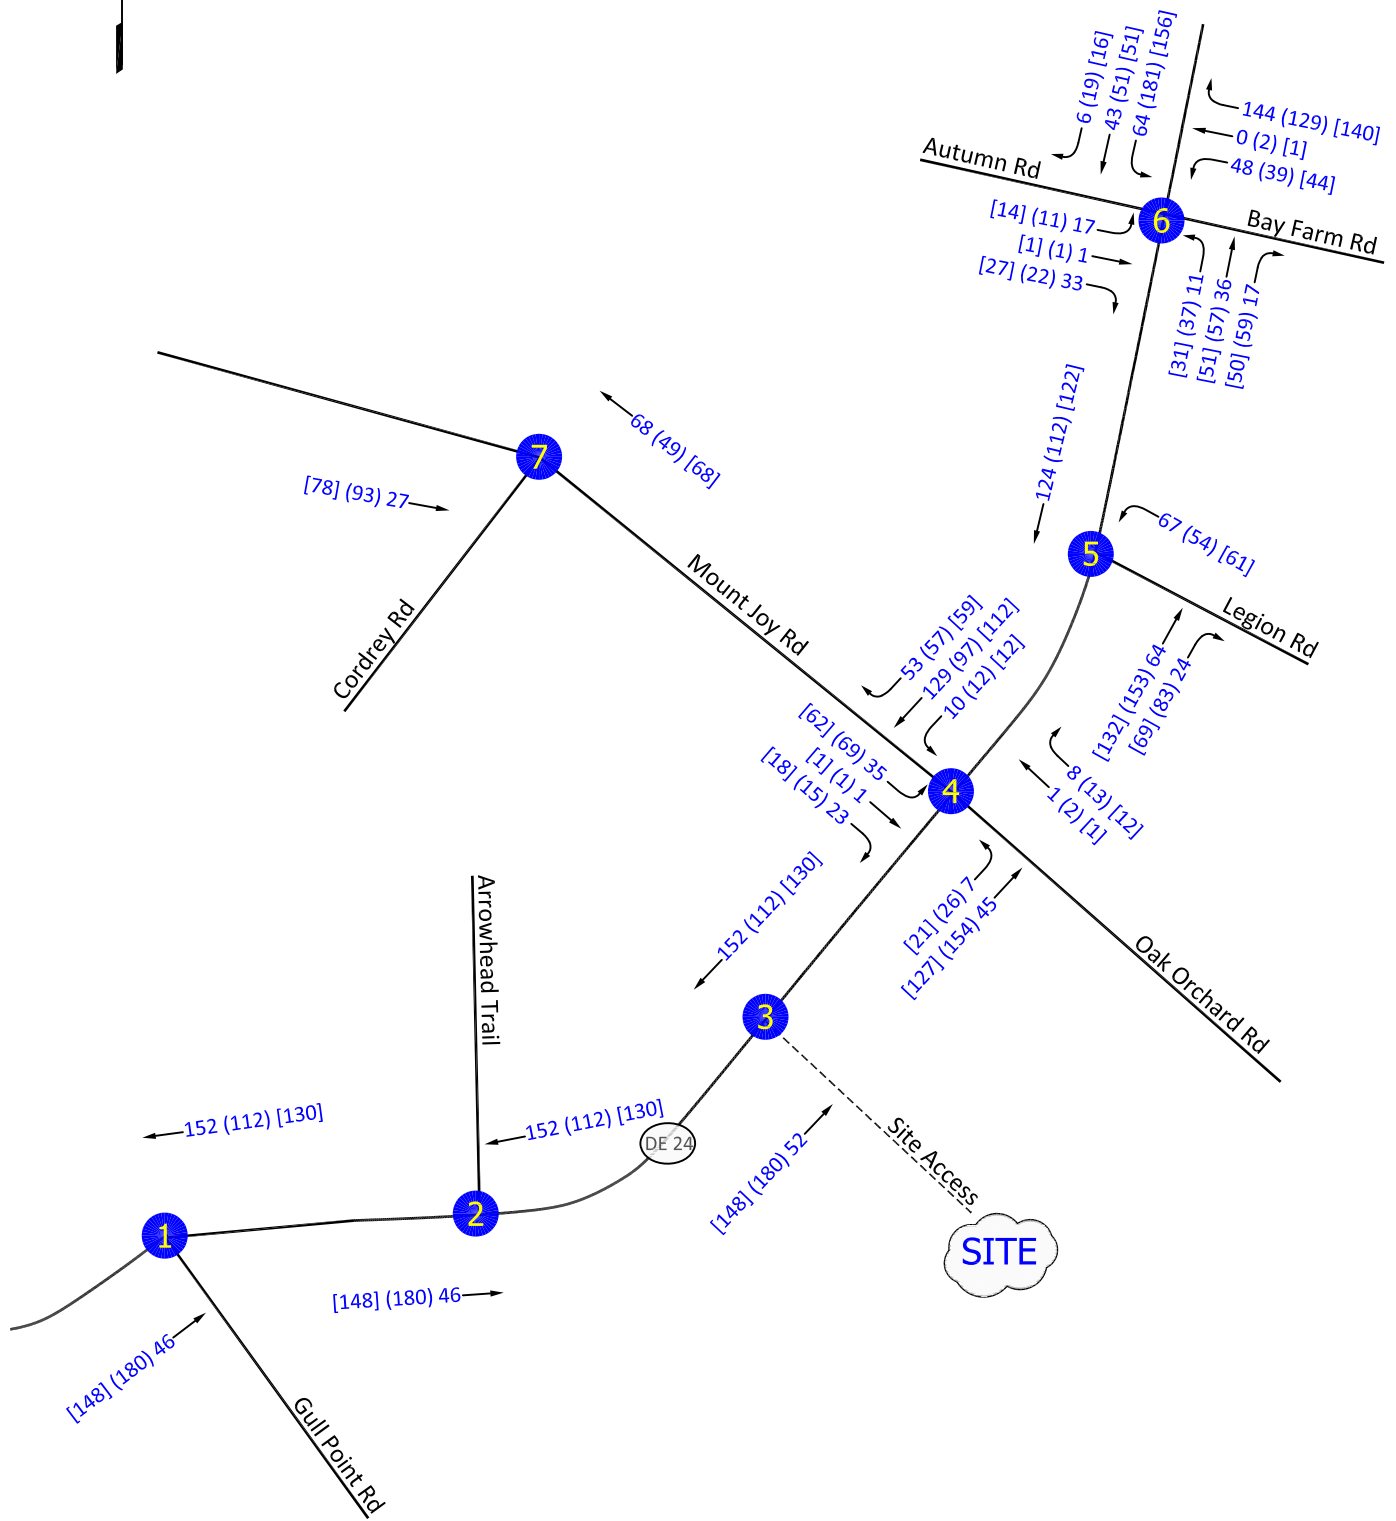 6 (19) [16]
43 (51) [51]
64 (181) [156]
144 (129) [140]
0 (2) [1]
48 (39) [44]
Autumn Rd
6
Bay Farm Rd
[14] (11) 17
[1] (1) 1
[27] (22) 33
[31] (37) 11
[51] (57) 36
[50] (59) 17
124 (112) [122]
68 (49) [68]
7
[78] (93) 27
Cordrey Rd
Mount Joy Rd
5
67 (54) [61]
Legion Rd
[132] (153) 64
[69] (83) 24
53 (57) [59]
129 (97) [112]
10 (12) [12]
[62] (69) 35
[1] (1) 1
[18] (15) 23
4
8 (13) [12]
1 (2) [1]
[21] (26) 7
[127] (154) 45
Oak Orchard Rd
152 (112) [130]
3
Arrowhead Trail
152 (112) [130]
152 (112) [130]
DE 24
[148] (180) 52
Site Access
SITE
1
2
[148] (180) 46
[148] (180) 46
Gull Point Rd